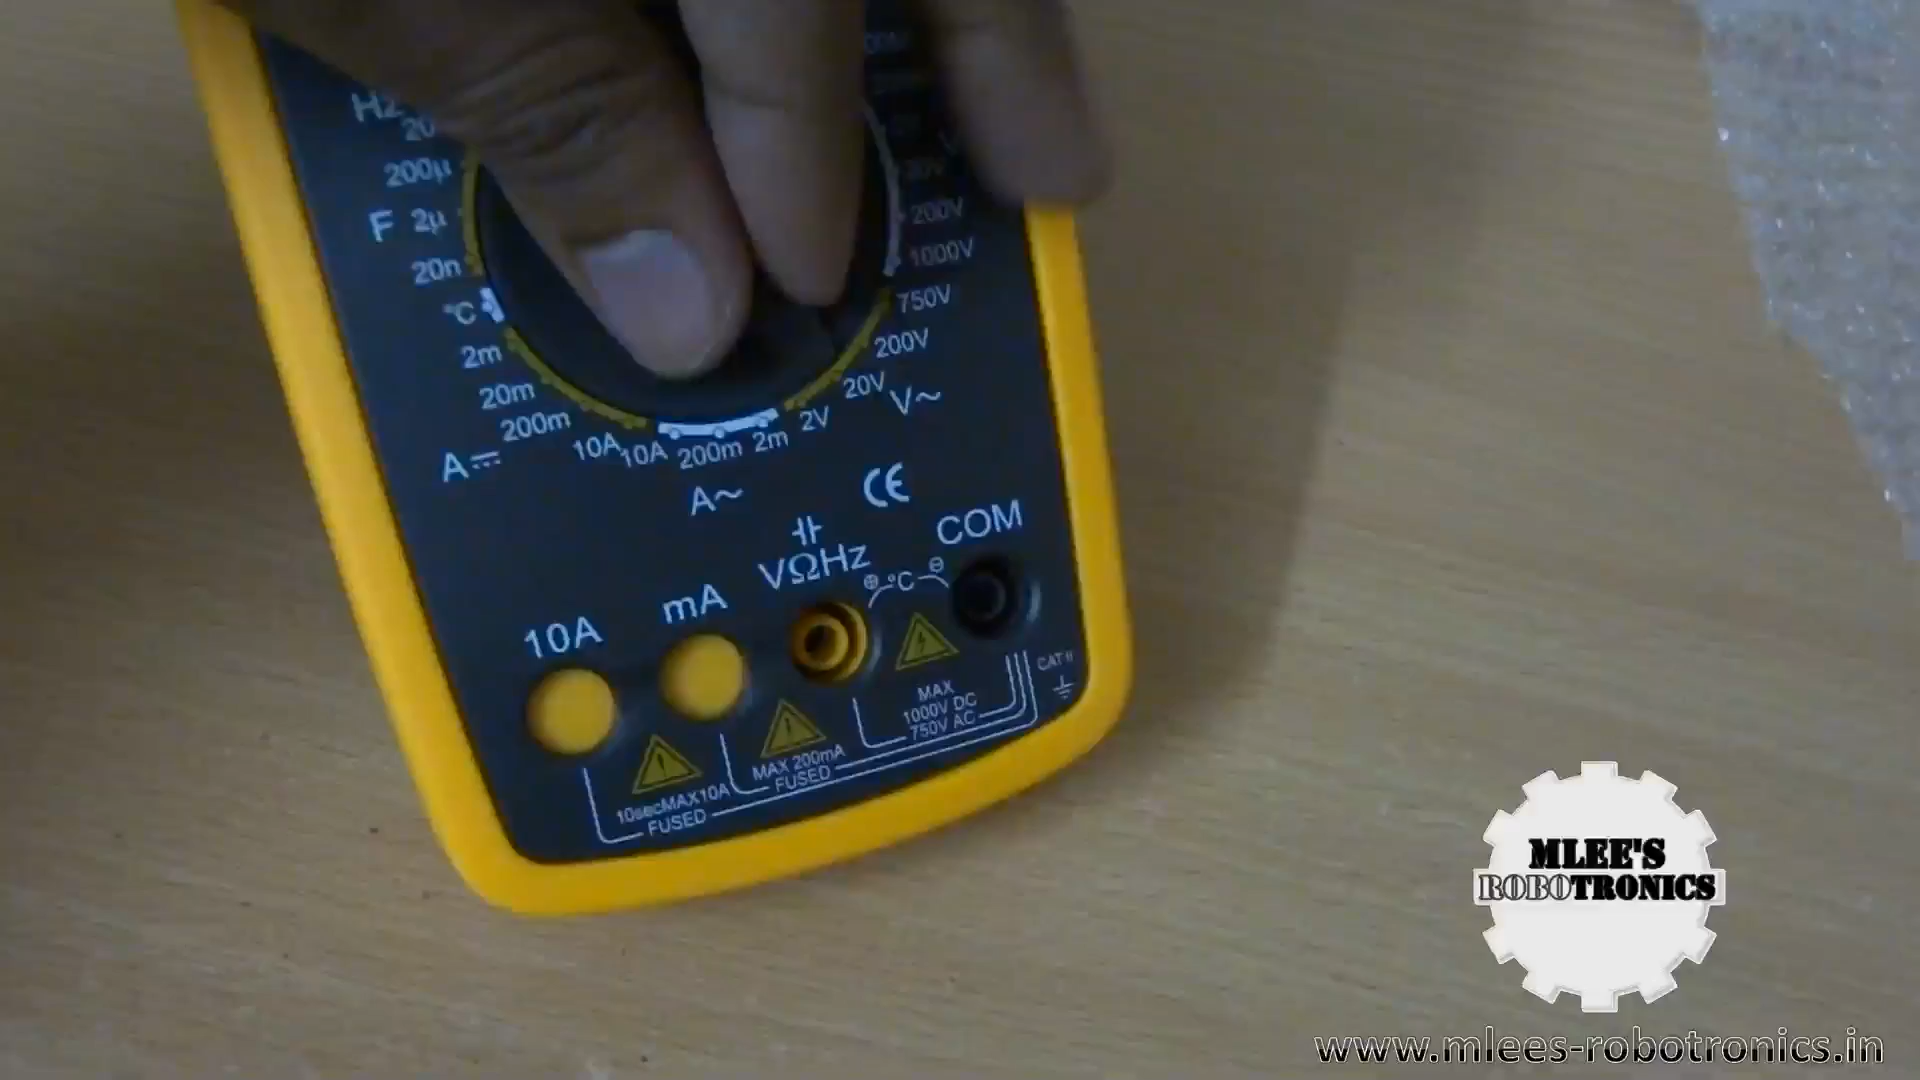 Hz
20
200µ
F
2µ
20n
°C
2m
20m
200m
10A
A
10A
200m
2m
A~
2V
20V
200V
750V
V~
1000V
200V
20V
CE
10A
mA
VΩHz
°C
COM
10secMAX10A
FUSED
MAX 200mA
FUSED
MAX
1000V DC
750V AC
CAT II
MLEE'S
ROBOTRONICS
www.mlees-robotronics.in